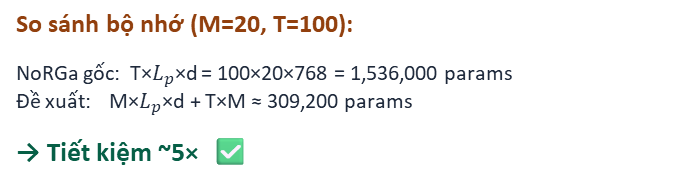 So sánh bộ nhớ (M=20, T=100):
NoRGa gốc: T×𝐿ₚ×d = 100×20×768 = 1,536,000 params
Đề xuất: M×𝐿ₚ×d + T×M ≈ 309,200 params
→ Tiết kiệm ~5× ✅